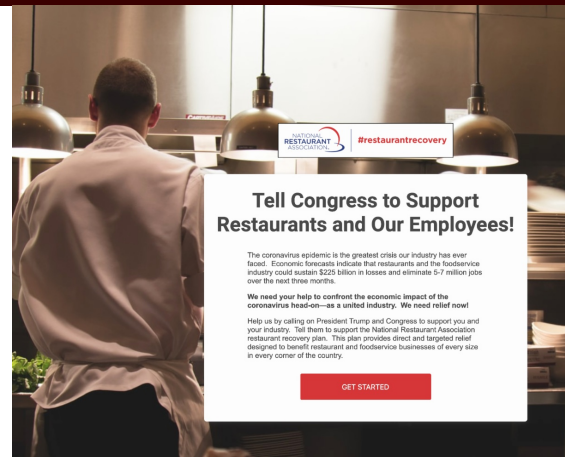 NATIONAL
RESTAURANT
ASSOCIATION
#restaurantrecovery
Tell Congress to Support
Restaurants and Our Employees!
The coronavirus epidemic is the greatest crisis our industry has ever
faced. Economic forecasts indicate that restaurants and the foodservice
industry could sustain $225 billion in losses and eliminate 5-7 million jobs
over the next three months.
We need your help to confront the economic impact of the
coronavirus head-on—as a united industry. We need relief now!
Help us by calling on President Trump and Congress to support you and
your industry. Tell them to support the National Restaurant Association
restaurant recovery plan. This plan provides direct and targeted relief
designed to benefit restaurant and foodservice businesses of every size
in every corner of the country.
GET STARTED